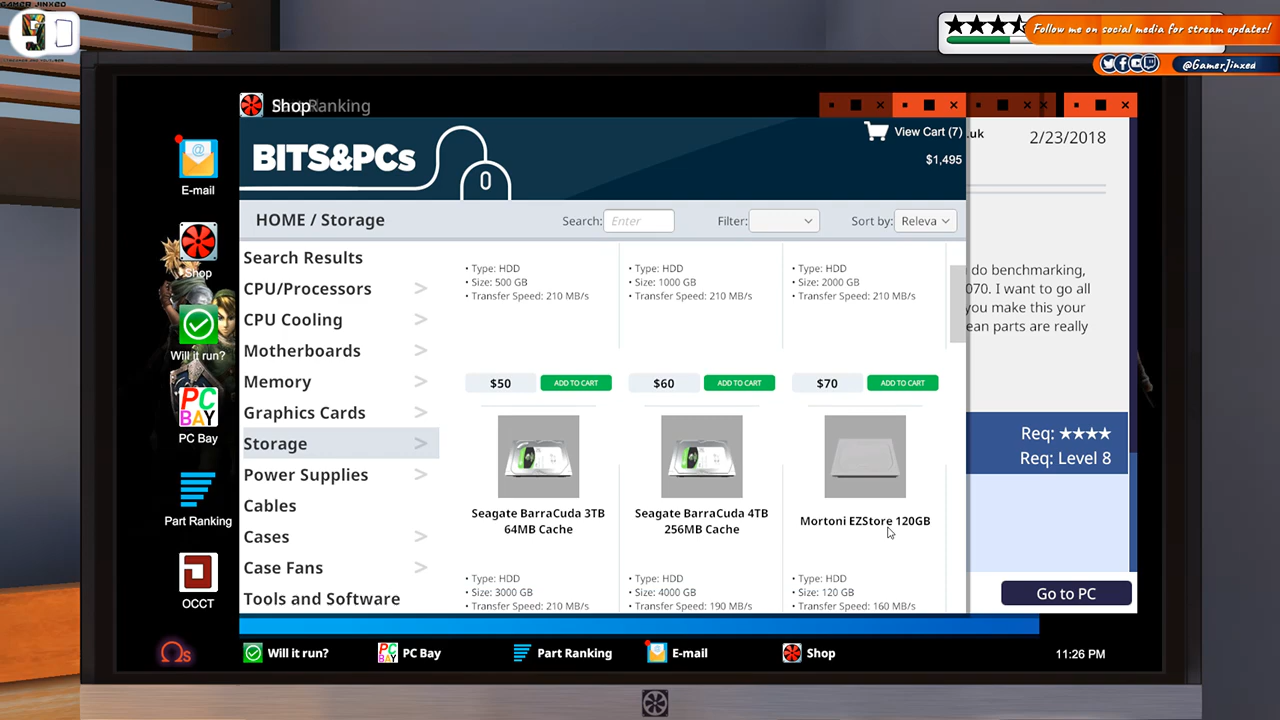 GAMER JINXED
Follow me on social media for stream updates!
@GamerJinxed
Shop
Ranking
BITS&PCs
View Cart (7)
$1,495
.uk
2/23/2018
HOME / Storage
Search:
Enter
Filter:
Sort by:
Releva
E-mail
Shop
Will it run?
PC
BAY
PC Bay
Part Ranking
OCCT
Search Results
CPU/Processors
CPU Cooling
Motherboards
Memory
Graphics Cards
Storage
Power Supplies
Cables
Cases
Case Fans
Tools and Software
• Type: HDD
• Size: 500 GB
• Transfer Speed: 210 MB/s
$50
ADD TO CART
• Type: HDD
• Size: 1000 GB
• Transfer Speed: 210 MB/s
$60
ADD TO CART
• Type: HDD
• Size: 2000 GB
• Transfer Speed: 210 MB/s
$70
ADD TO CART
Seagate BarraCuda 3TB
64MB Cache
• Type: HDD
• Size: 3000 GB
• Transfer Speed: 210 MB/s
Seagate BarraCuda 4TB
256MB Cache
• Type: HDD
• Size: 4000 GB
• Transfer Speed: 190 MB/s
Mortoni EZStore 120GB
• Type: HDD
• Size: 120 GB
• Transfer Speed: 160 MB/s
do benchmarking,
070. I want to go all
you make this your
ean parts are really
Req: ★★★★
Req: Level 8
Go to PC
Ωs
Will it run?
PC
BAY
PC Bay
Part Ranking
E-mail
Shop
11:26 PM